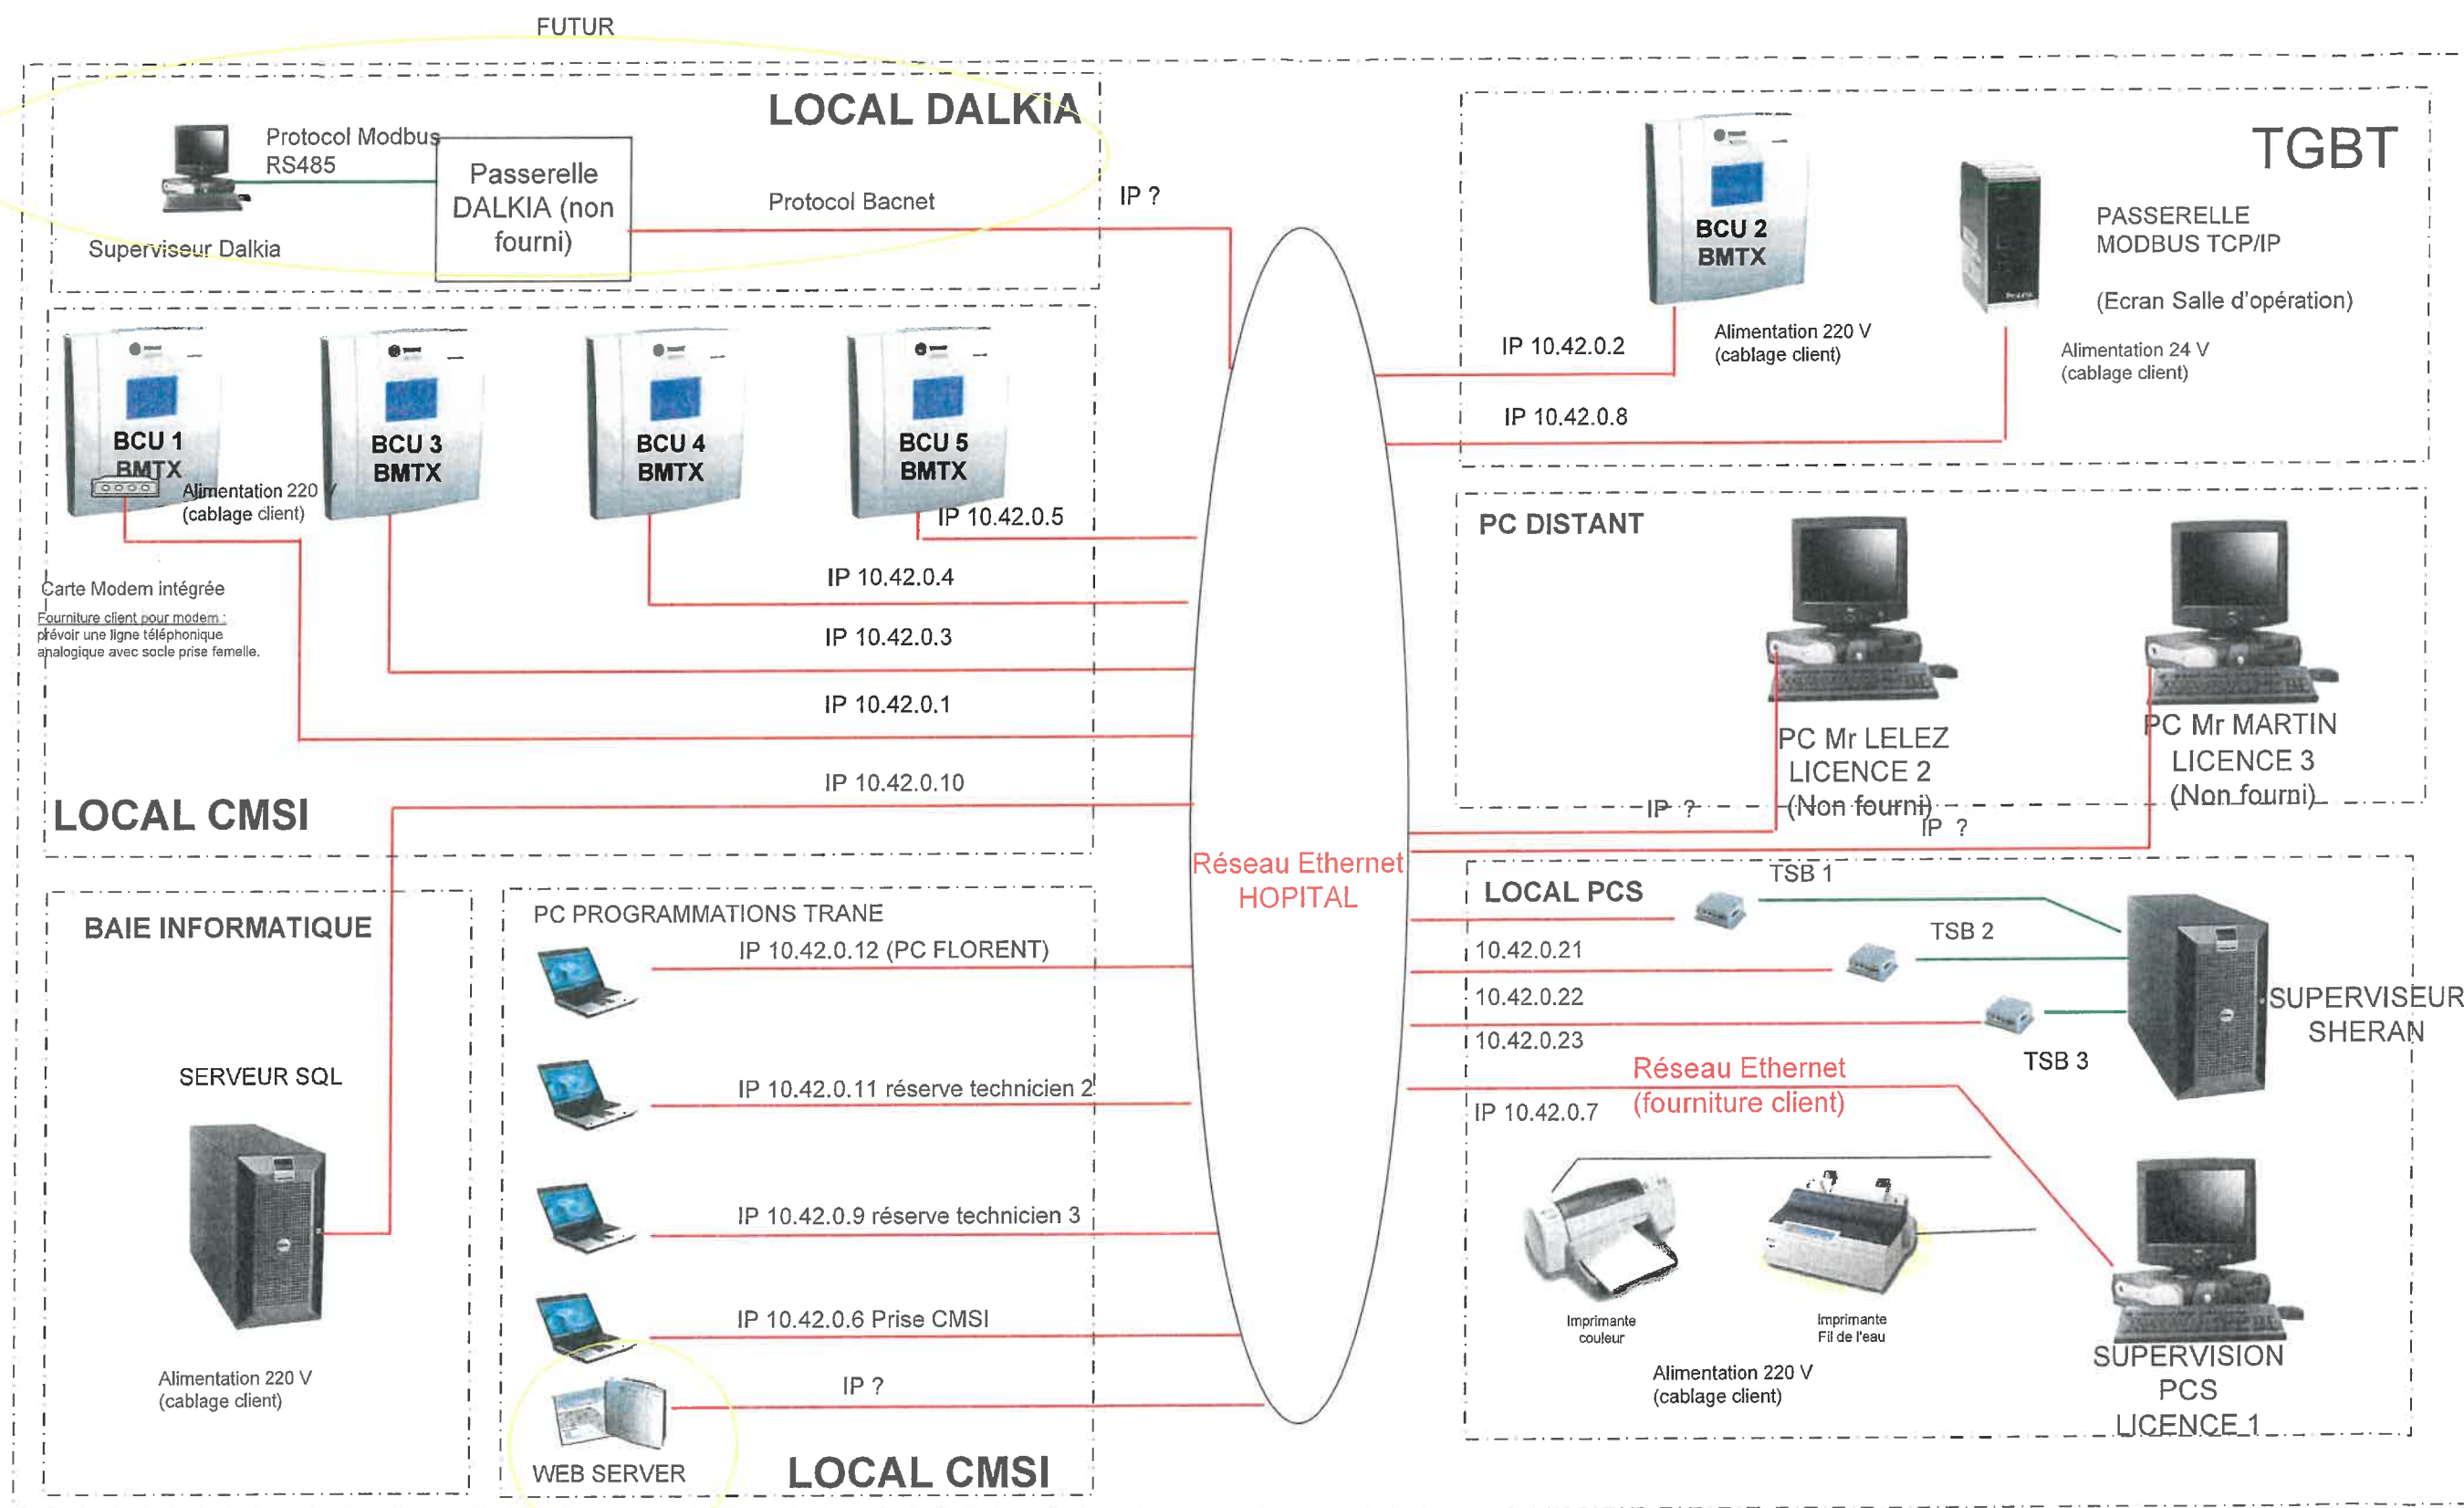 FUTUR
LOCAL DALKIA
Protocol Modbus
RS485
Passerelle
DALKIA (non
fourni)
Protocol Bacnet
IP ?
Superviseur Dalkia
TGBT
BCU 2
BMTX
PASSERELLE
MODBUS TCP/IP
(Ecran Salle d'opération)
IP 10.42.0.2
Alimentation 220 V
(cablage client)
Alimentation 24 V
(cablage client)
IP 10.42.0.8
BCU 1
BMTX
BCU 3
BMTX
BCU 4
BMTX
BCU 5
BMTX
Alimentation 220 V
(cablage client)
IP 10.42.0.5
Carte Modem intégrée
Fourniture client pour modem :
prévoir une ligne téléphonique
analogique avec socle prise femelle.
IP 10.42.0.4
IP 10.42.0.3
IP 10.42.0.1
IP 10.42.0.10
LOCAL CMSI
PC DISTANT
PC Mr LELEZ
LICENCE 2
(Non fourni)
PC Mr MARTIN
LICENCE 3
(Non fourni)
IP ?
IP ?
Réseau Ethernet
HOPITAL
BAIE INFORMATIQUE
SERVEUR SQL
Alimentation 220 V
(cablage client)
PC PROGRAMMATIONS TRANE
IP 10.42.0.12 (PC FLORENT)
IP 10.42.0.11 réserve technicien 2
IP 10.42.0.9 réserve technicien 3
IP 10.42.0.6 Prise CMSI
IP ?
WEB SERVER
LOCAL CMSI
LOCAL PCS
TSB 1
10.42.0.21
TSB 2
10.42.0.22
10.42.0.23
TSB 3
SUPERVISEUR
SHERAN
Réseau Ethernet
(fourniture client)
IP 10.42.0.7
Imprimante
couleur
Imprimante
Fil de l'eau
Alimentation 220 V
(cablage client)
SUPERVISION
PCS
LICENCE 1